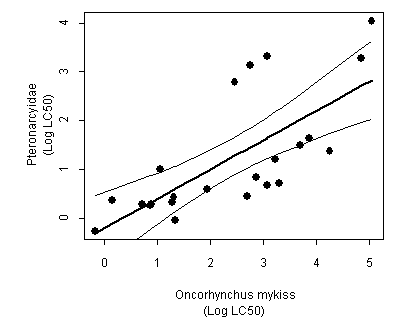 4
3
2
1
0
Pteronarcyidae
(Log LC50)
0 1 2 3 4 5
Oncorhynchus mykiss
(Log LC50)